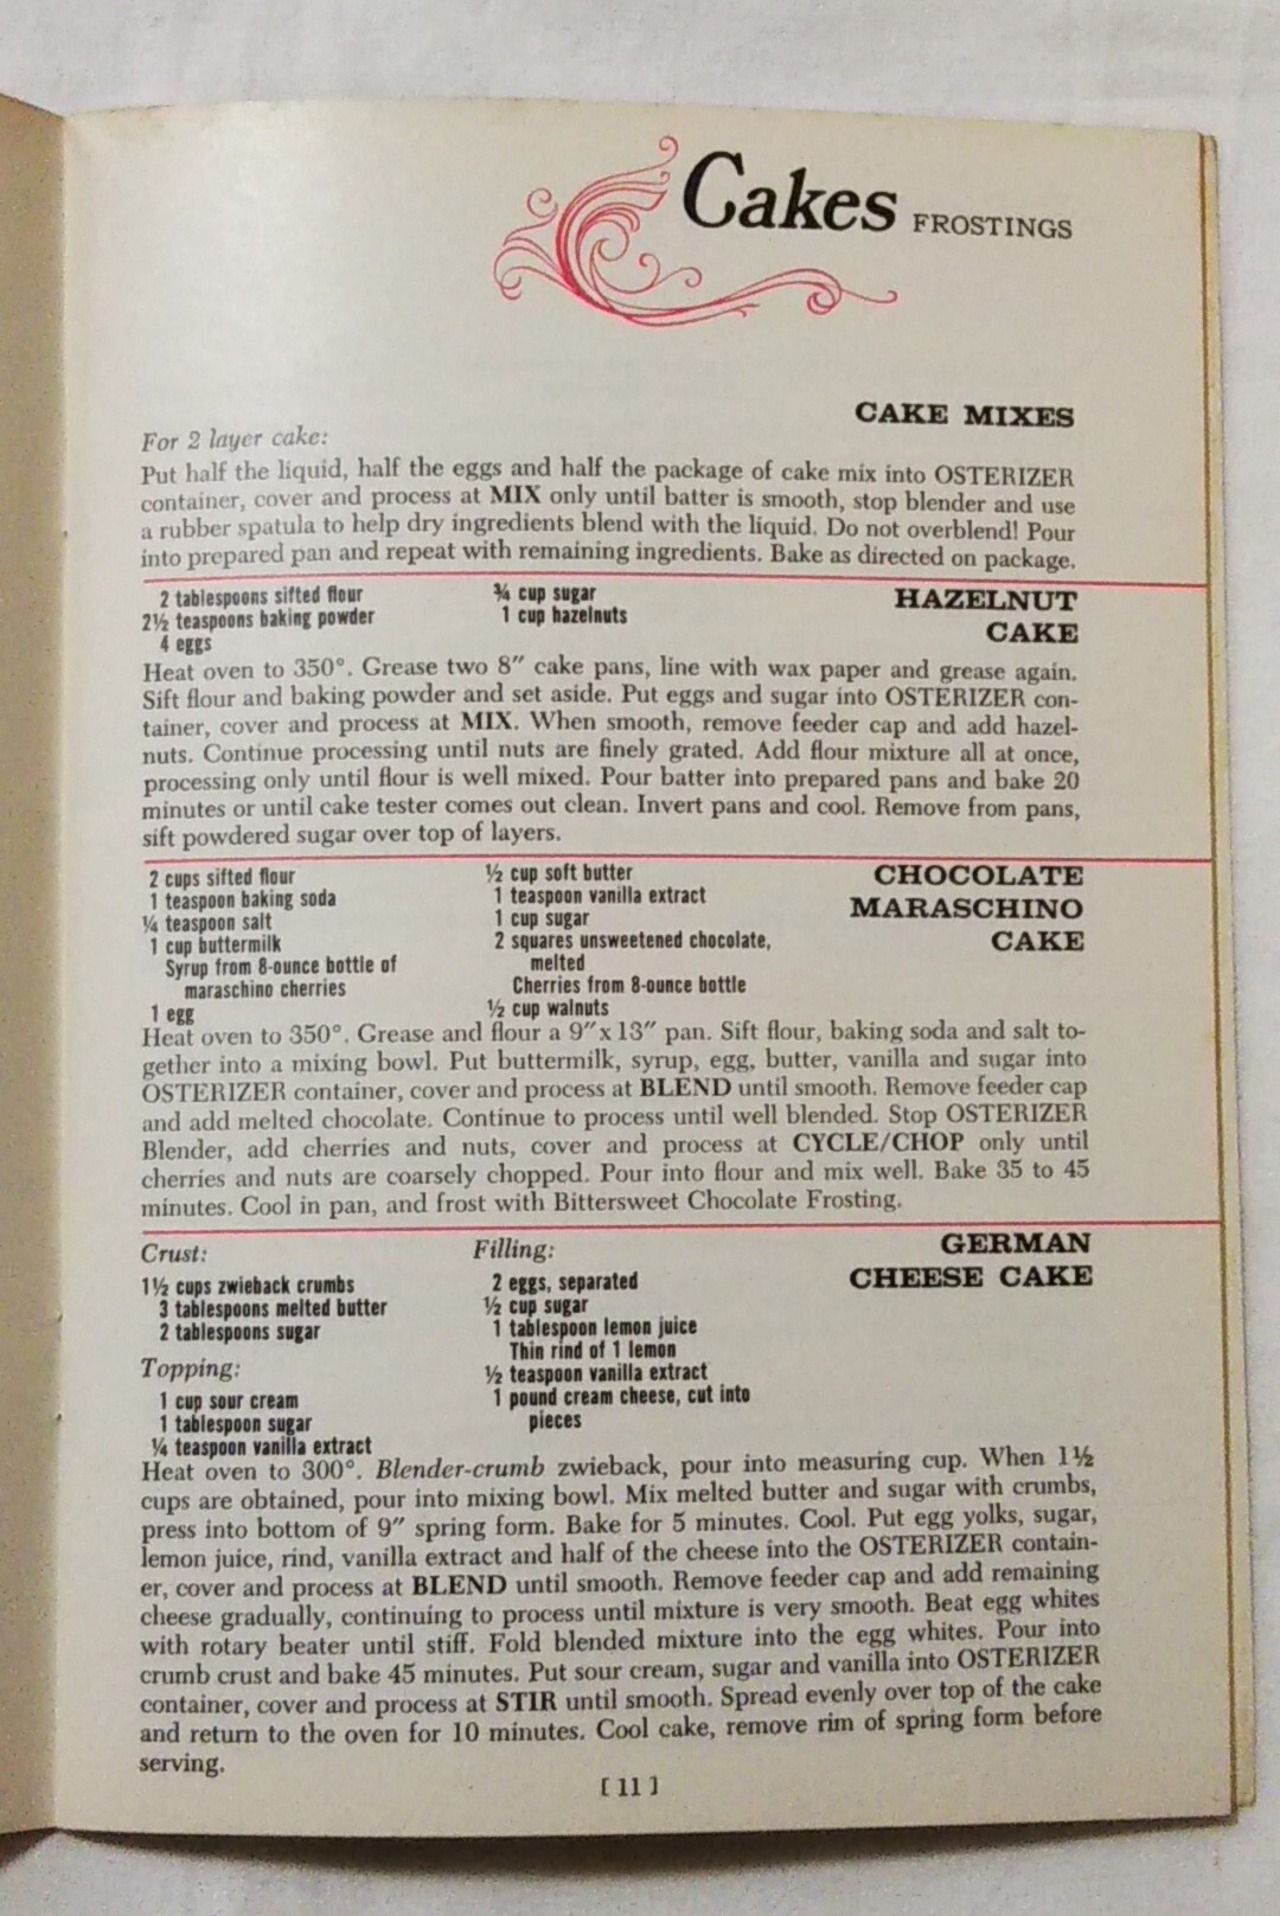 Cakes FROSTINGS
CAKE MIXES
For 2 layer cake:
Put half the liquid, half the eggs and half the package of cake mix into OSTERIZER
container, cover and process at MIX only until batter is smooth, stop blender and use
a rubber spatula to help dry ingredients blend with the liquid. Do not overblend! Pour
into prepared pan and repeat with remaining ingredients. Bake as directed on package.
HAZELNUT
CAKE
2 tablespoons sifted flour
2½ teaspoons baking powder
4 eggs
¾ cup sugar
1 cup hazelnuts
Heat oven to 350°. Grease two 8″ cake pans, line with wax paper and grease again.
Sift flour and baking powder and set aside. Put eggs and sugar into OSTERIZER con-
tainer, cover and process at MIX. When smooth, remove feeder cap and add hazel-
nuts. Continue processing until nuts are finely grated. Add flour mixture all at once,
processing only until flour is well mixed. Pour batter into prepared pans and bake 20
minutes or until cake tester comes out clean. Invert pans and cool. Remove from pans,
sift powdered sugar over top of layers.
CHOCOLATE
MARASCHINO
CAKE
2 cups sifted flour
1 teaspoon baking soda
¼ teaspoon salt
1 cup buttermilk
Syrup from 8-ounce bottle of
maraschino cherries
1 egg
½ cup soft butter
1 teaspoon vanilla extract
1 cup sugar
2 squares unsweetened chocolate,
melted
Cherries from 8-ounce bottle
½ cup walnuts
Heat oven to 350°. Grease and flour a 9″x13″ pan. Sift flour, baking soda and salt to-
gether into a mixing bowl. Put buttermilk, syrup, egg, butter, vanilla and sugar into
OSTERIZER container, cover and process at BLEND until smooth. Remove feeder cap
and add melted chocolate. Continue to process until well blended. Stop OSTERIZER
Blender, add cherries and nuts, cover and process at CYCLE/CHOP only until
cherries and nuts are coarsely chopped. Pour into flour and mix well. Bake 35 to 45
minutes. Cool in pan, and frost with Bittersweet Chocolate Frosting.
GERMAN
CHEESE CAKE
Crust:
1½ cups zwieback crumbs
3 tablespoons melted butter
2 tablespoons sugar
Topping:
1 cup sour cream
1 tablespoon sugar
¼ teaspoon vanilla extract
Filling:
2 eggs, separated
½ cup sugar
1 tablespoon lemon juice
Thin rind of 1 lemon
½ teaspoon vanilla extract
1 pound cream cheese, cut into
pieces
Heat oven to 300°. Blender-crumb zwieback, pour into measuring cup. When 1½
cups are obtained, pour into mixing bowl. Mix melted butter and sugar with crumbs,
press into bottom of 9″ spring form. Bake for 5 minutes. Cool. Put egg yolks, sugar,
lemon juice, rind, vanilla extract and half of the cheese into the OSTERIZER contain-
er, cover and process at BLEND until smooth. Remove feeder cap and add remaining
cheese gradually, continuing to process until mixture is very smooth. Beat egg whites
with rotary beater until stiff. Fold blended mixture into the egg whites. Pour into
crumb crust and bake 45 minutes. Put sour cream, sugar and vanilla into OSTERIZER
container, cover and process at STIR until smooth. Spread evenly over top of the cake
and return to the oven for 10 minutes. Cool cake, remove rim of spring form before
serving.
[ 11 ]